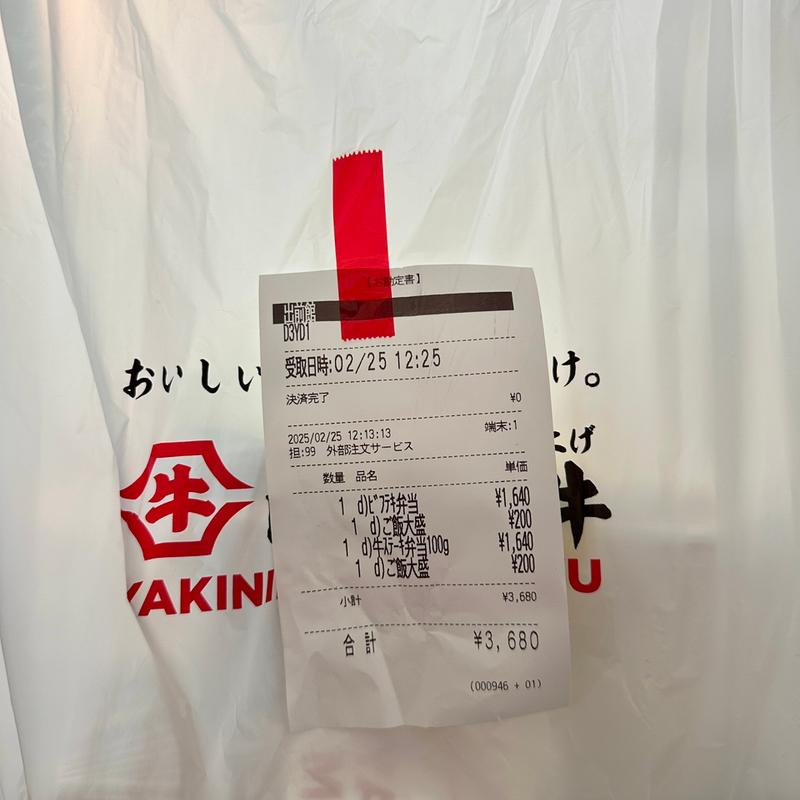 【お勘定書】
出前館
D3YD1
受取日時:02/25 12:25
決済完了 ¥0
2025/02/25 12:13:13 端末:1
担:99 外部注文サービス
数量 品名 単価
1 d)ﾋﾞﾌﾃｷ弁当 ¥1,640
1 d)ご飯大盛 ¥200
1 d)牛ｽﾃｰｷ弁当100g ¥1,640
1 d)ご飯大盛 ¥200
小計 ¥3,680
合計 ¥3,680
(000946 + 01)
おいしい け。
牛 げ
牛
YAKINI U